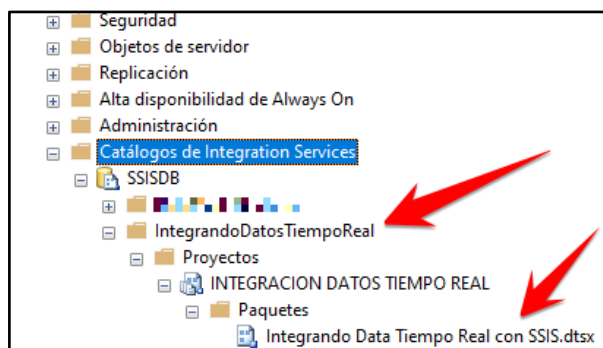 Seguridad
Objetos de servidor
Replicación
Alta disponibilidad de Always On
Administración
Catálogos de Integration Services
SSISDB
IntegrandoDatosTiempoReal
Proyectos
INTEGRACION DATOS TIEMPO REAL
Paquetes
Integrando Data Tiempo Real con SSIS.dtsx